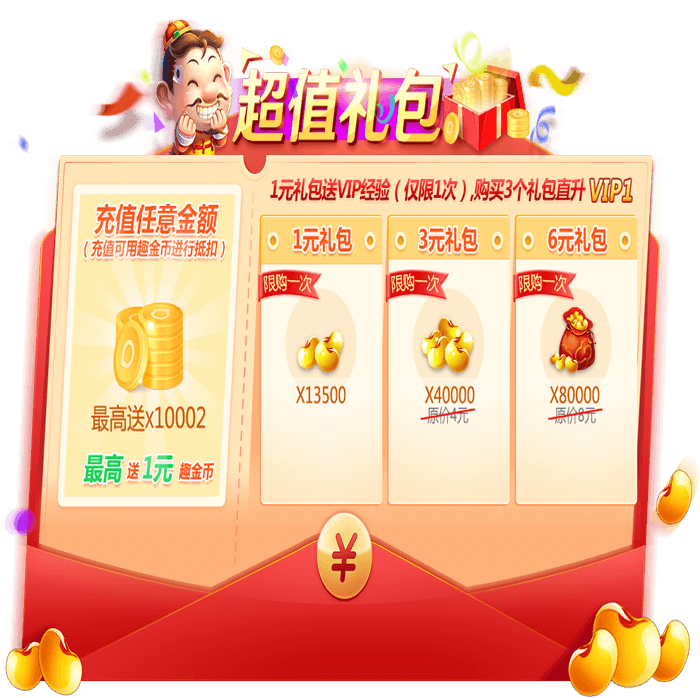 超值礼包
1元礼包送VIP经验（仅限1次）,购买3个礼包直升 VIP1
充值任意金额
（充值可用趣金币进行抵扣）
最高送x10002
最高 送 1元 趣金币
1元礼包
限购一次
X13500
3元礼包
限购一次
X40000
原价4元
6元礼包
限购一次
X80000
原价8元
¥